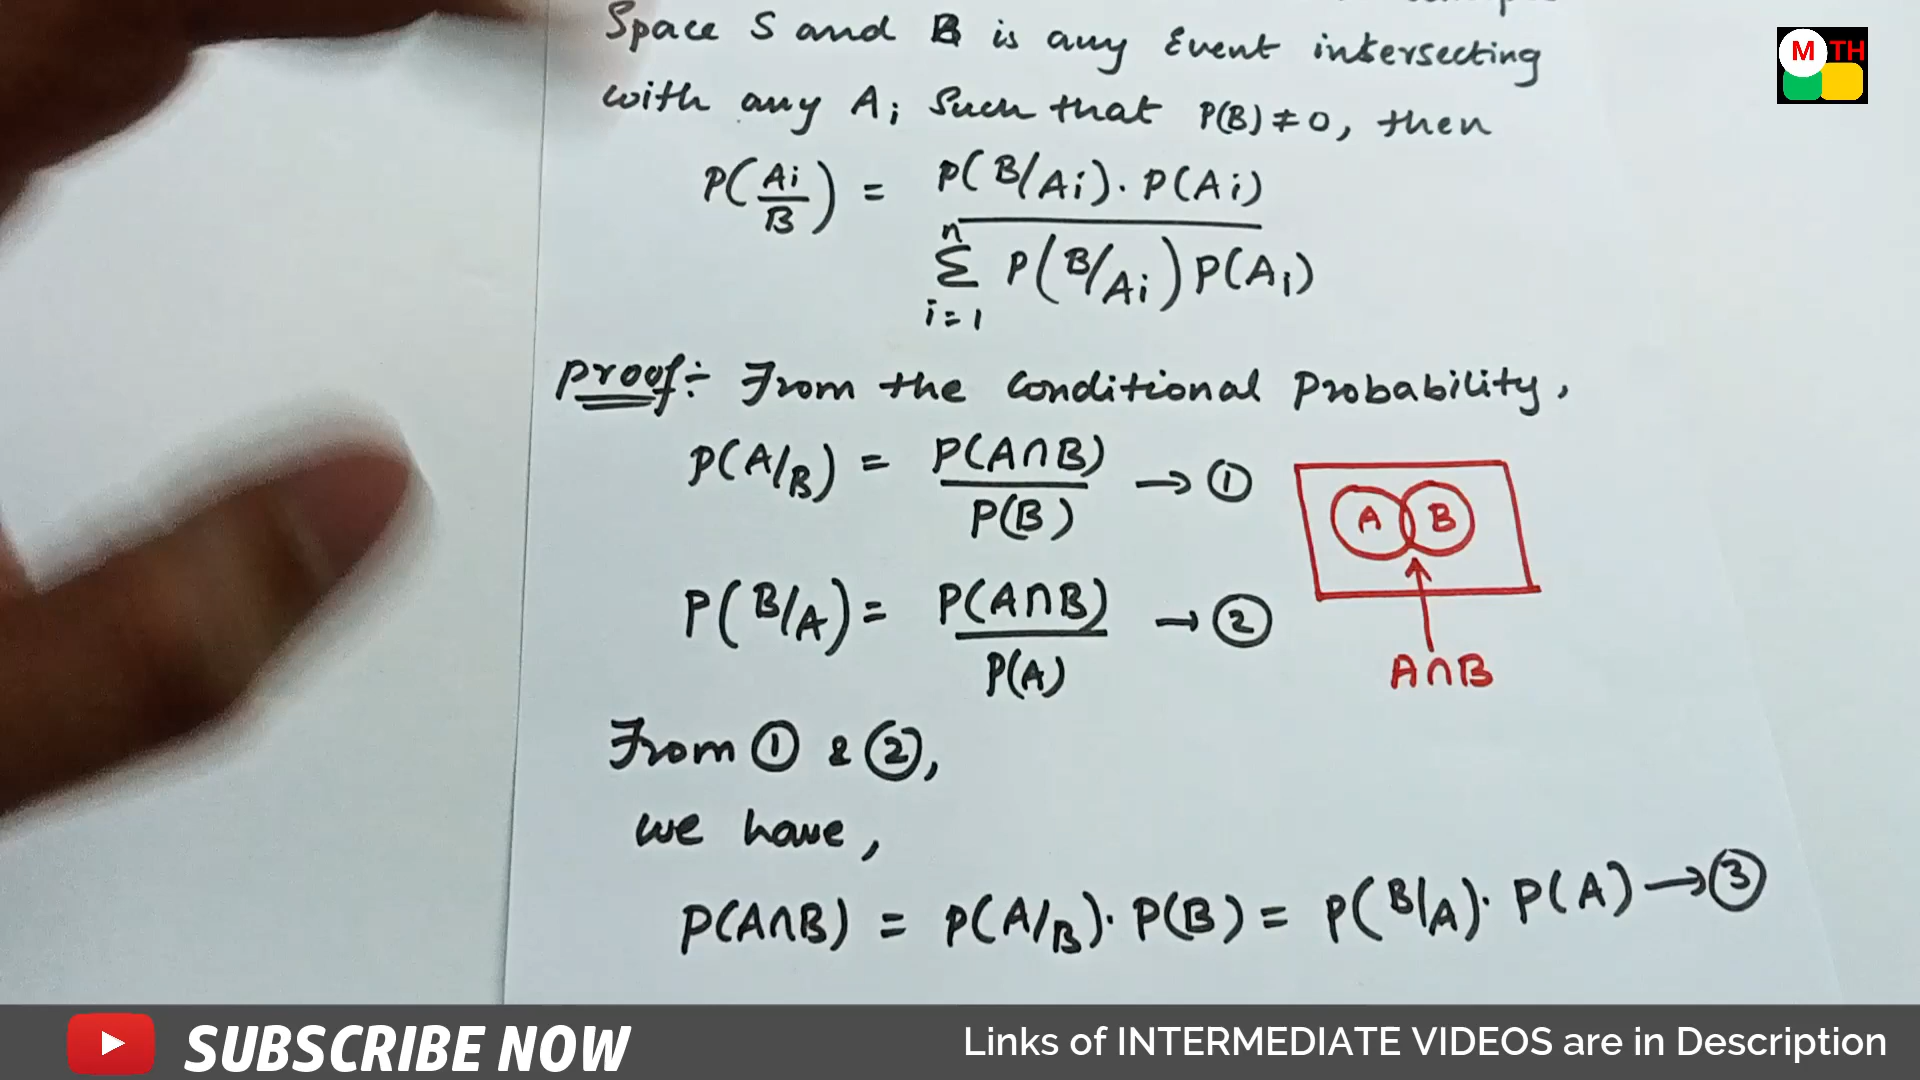 Space S and B is any Event intersecting
with any Ai Such that P(B) ≠ 0, then
P(Ai/B) = P(B/Ai). P(Ai)
n
Σ P(B/Ai) P(Ai)
i = 1
Proof:- From the Conditional Probability,
P(A/B) = P(A∩B) / P(B) → ①
P(B/A) = P(A∩B) / P(A) → ②
A B
A∩B
From ① & ②,
we have,
P(A∩B) = P(A/B). P(B) = P(B/A). P(A) → ③
M TH
SUBSCRIBE NOW
Links of INTERMEDIATE VIDEOS are in Description